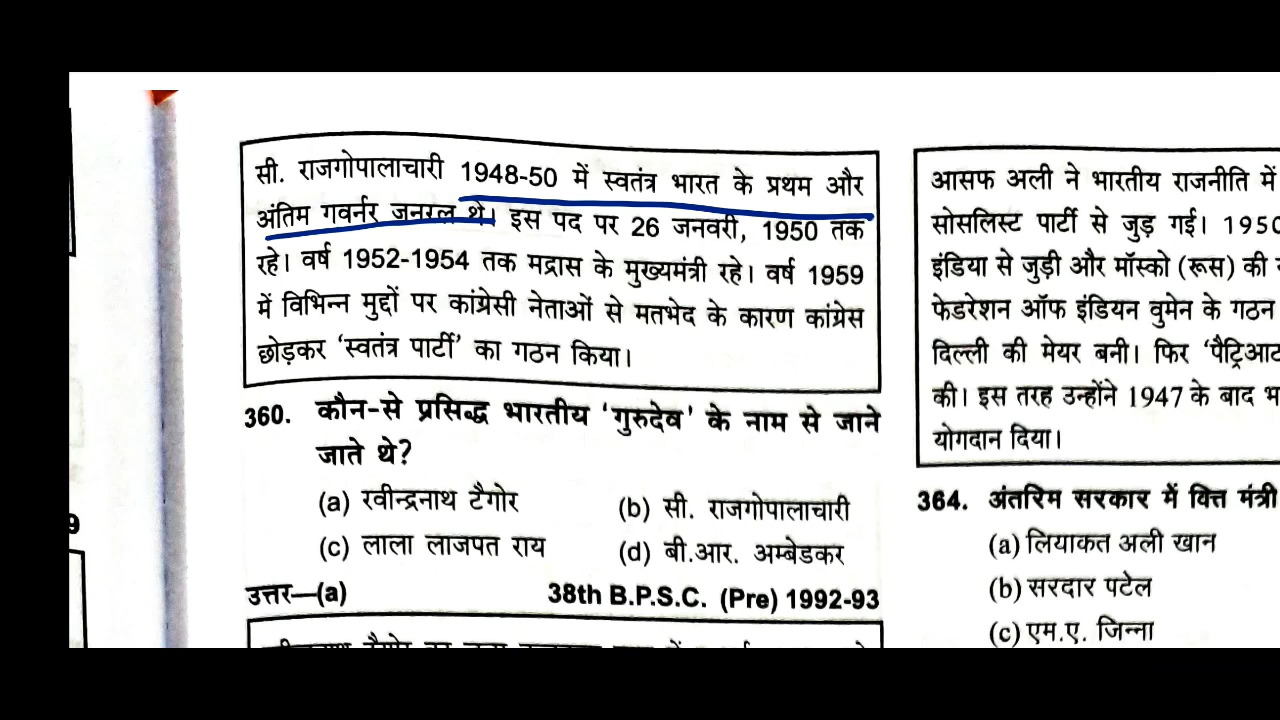 सी. राजगोपालाचारी 1948-50 में स्वतंत्र भारत के प्रथम और
अंतिम गवर्नर जनरल थे। इस पद पर 26 जनवरी, 1950 तक
रहे। वर्ष 1952-1954 तक मद्रास के मुख्यमंत्री रहे। वर्ष 1959
में विभिन्न मुद्दों पर कांग्रेसी नेताओं से मतभेद के कारण कांग्रेस
छोड़कर ‘स्वतंत्र पार्टी’ का गठन किया।
360. कौन-से प्रसिद्ध भारतीय ‘गुरुदेव’ के नाम से जाने
जाते थे?
(a) रवीन्द्रनाथ टैगोर (b) सी. राजगोपालाचारी
(c) लाला लाजपत राय (d) बी.आर. अम्बेडकर
उत्तर—(a) 38th B.P.S.C. (Pre) 1992-93
आसफ अली ने भारतीय राजनीति में
सोसलिस्ट पार्टी से जुड़ गई। 1950
इंडिया से जुड़ी और मॉस्को (रूस) की
फेडरेशन ऑफ इंडियन वुमेन के गठन
दिल्ली की मेयर बनी। फिर
की। इस तरह उन्होंने 1947 के बाद
योगदान दिया।
364. अंतरिम सरकार में वित्त मंत्री
(a) लियाकत अली खान
(b) सरदार पटेल
(c) एम.ए. जिन्ना
9